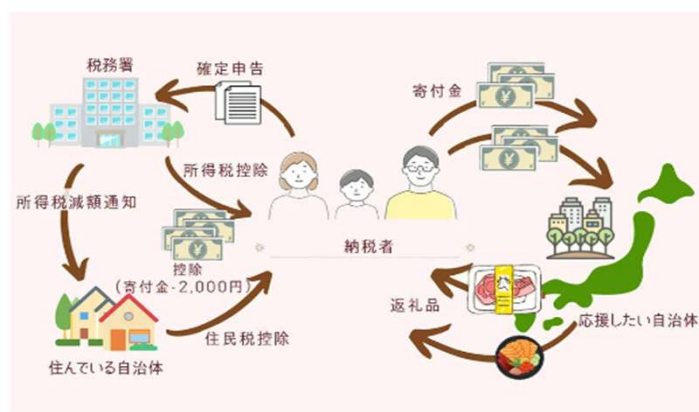 税務署
確定申告
寄付金
所得税控除
所得税減額通知
納税者
控除
(寄付金-2,000円)
返礼品
住民税控除
応援したい自治体
住んでいる自治体